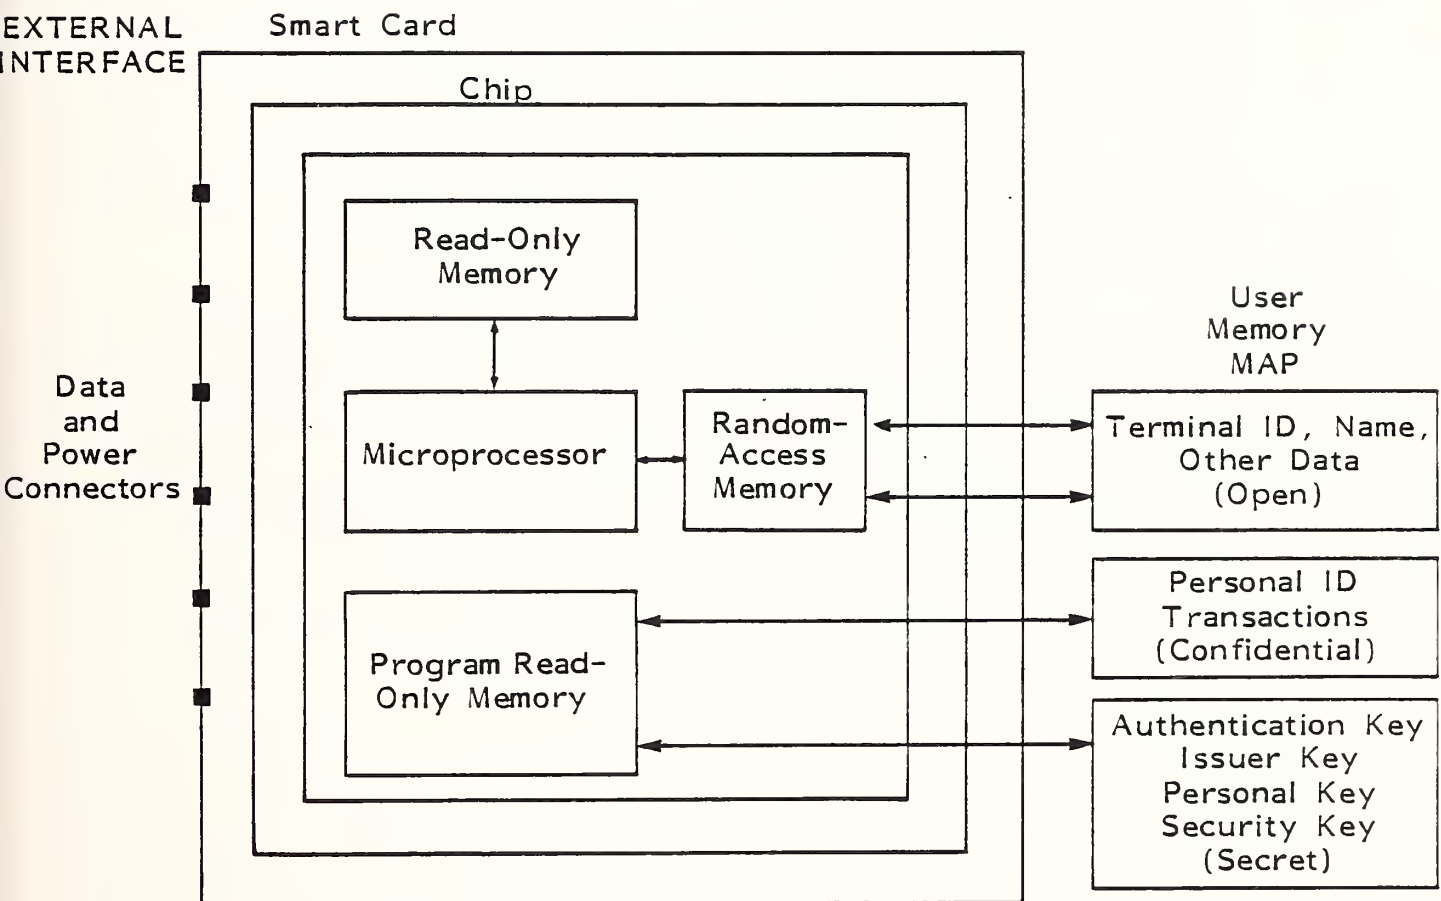 EXTERNAL
INTERFACE
Smart Card
Chip
Read-Only
Memory
Data
and
Power
Connectors
Microprocessor
Random-
Access
Memory
Program Read-
Only Memory
User
Memory
MAP
Terminal ID, Name,
Other Data
(Open)
Personal ID
Transactions
(Confidential)
Authentication Key
Issuer Key
Personal Key
Security Key
(Secret)